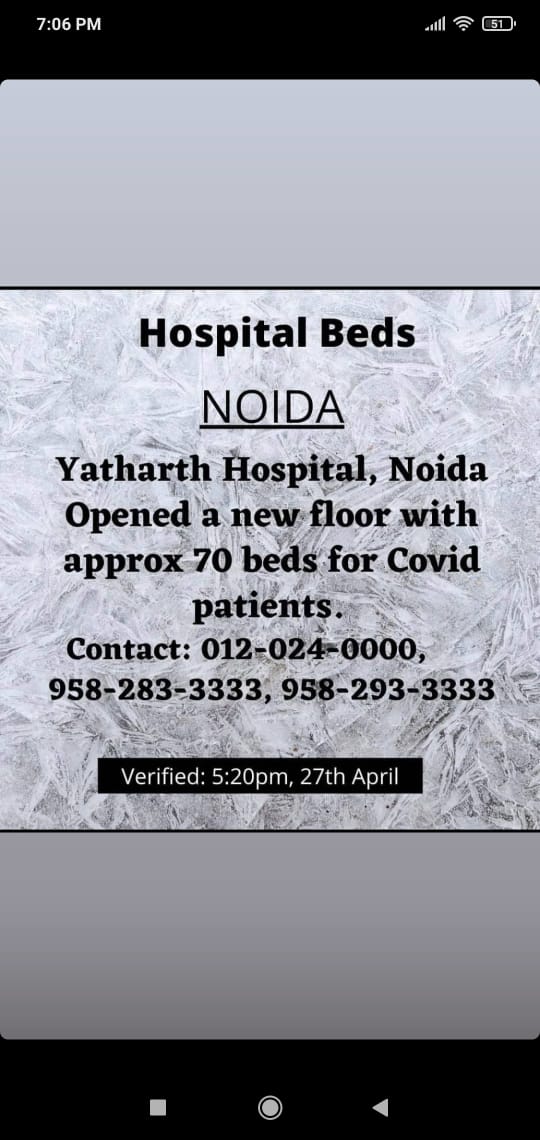 7:06 PM
51
Hospital Beds
NOIDA
Yatharth Hospital, Noida
Opened a new floor with
approx 70 beds for Covid
patients.
Contact: 012-024-0000,
958-283-3333, 958-293-3333
Verified: 5:20pm, 27th April